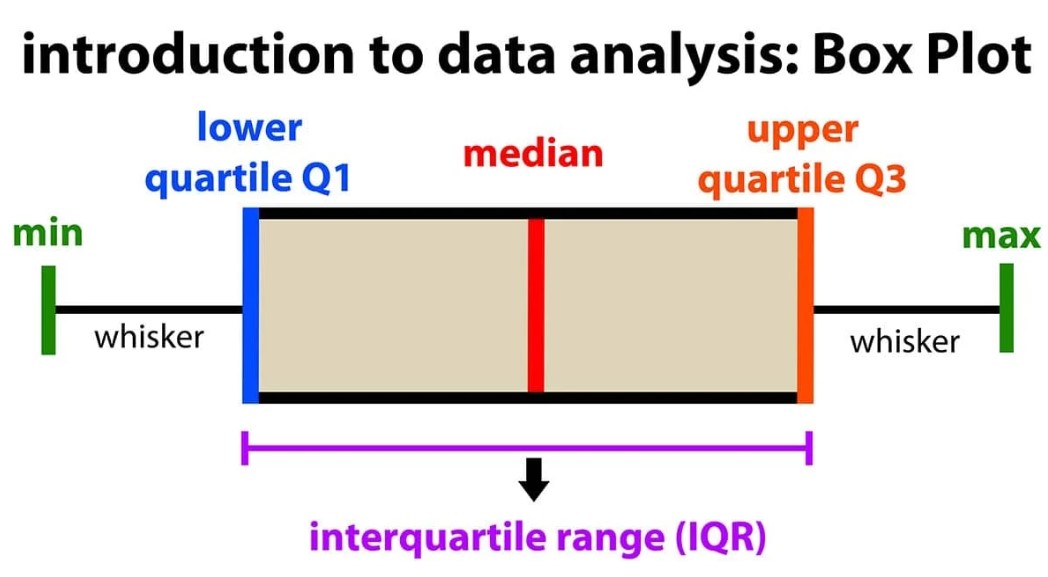 introduction to data analysis: Box Plot
lower
quartile Q1
median
upper
quartile Q3
min
max
whisker
whisker
interquartile range (IQR)